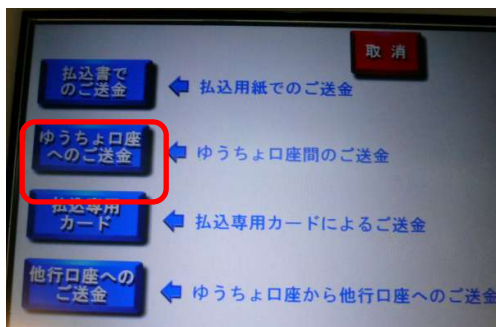 取消
払込書で
のご送金
払込用紙でのご送金
ゆうちょ口座
へのご送金
ゆうちょ口座間のご送金
払込専用
カード
払込専用カードによるご送金
他行口座への
ご送金
ゆうちょ口座から他行口座へのご送金